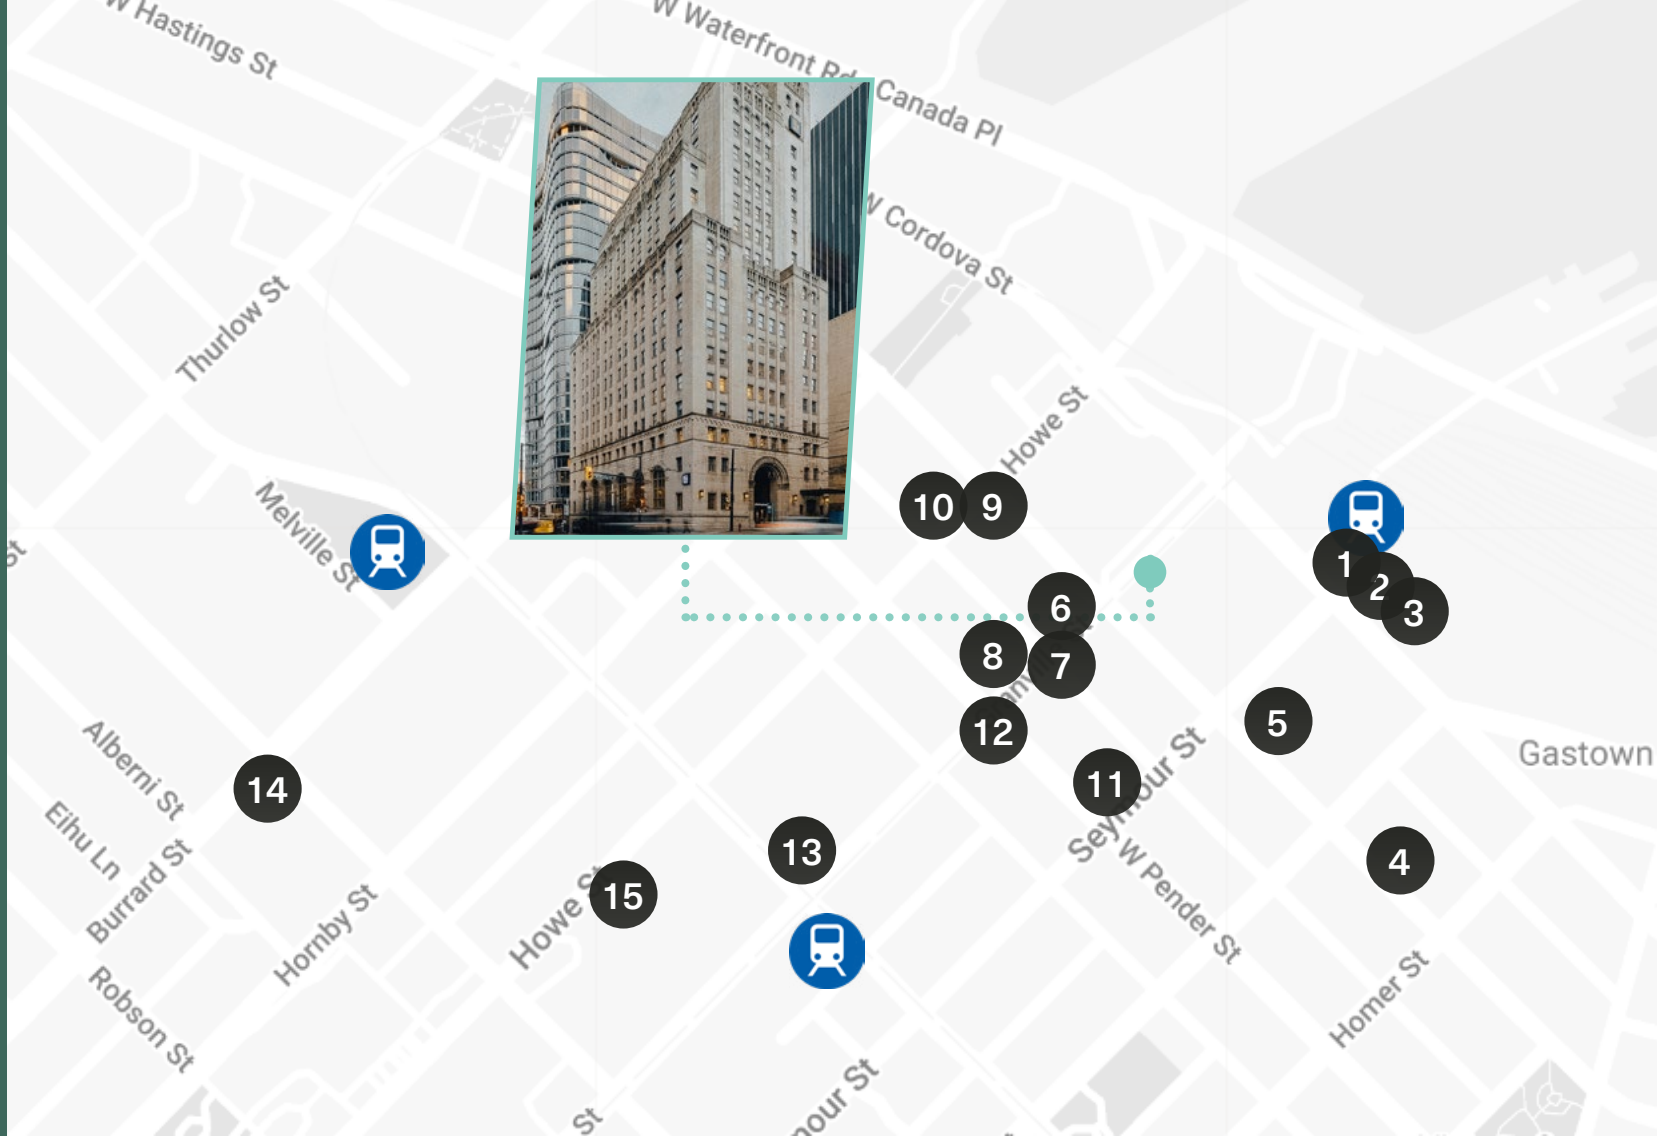 W Hastings St
W Waterfront Rd
Canada Pl
W Cordova St
Thurlow St
Howe St
Melville St
St
10
9
1
2
3
6
8
7
12
5
Seymour St
11
Gastown
Alberni St
14
Eihu Ln
Burrard St
13
W Pender St
4
Howe St
15
Hornby St
Homer St
Robson St
St